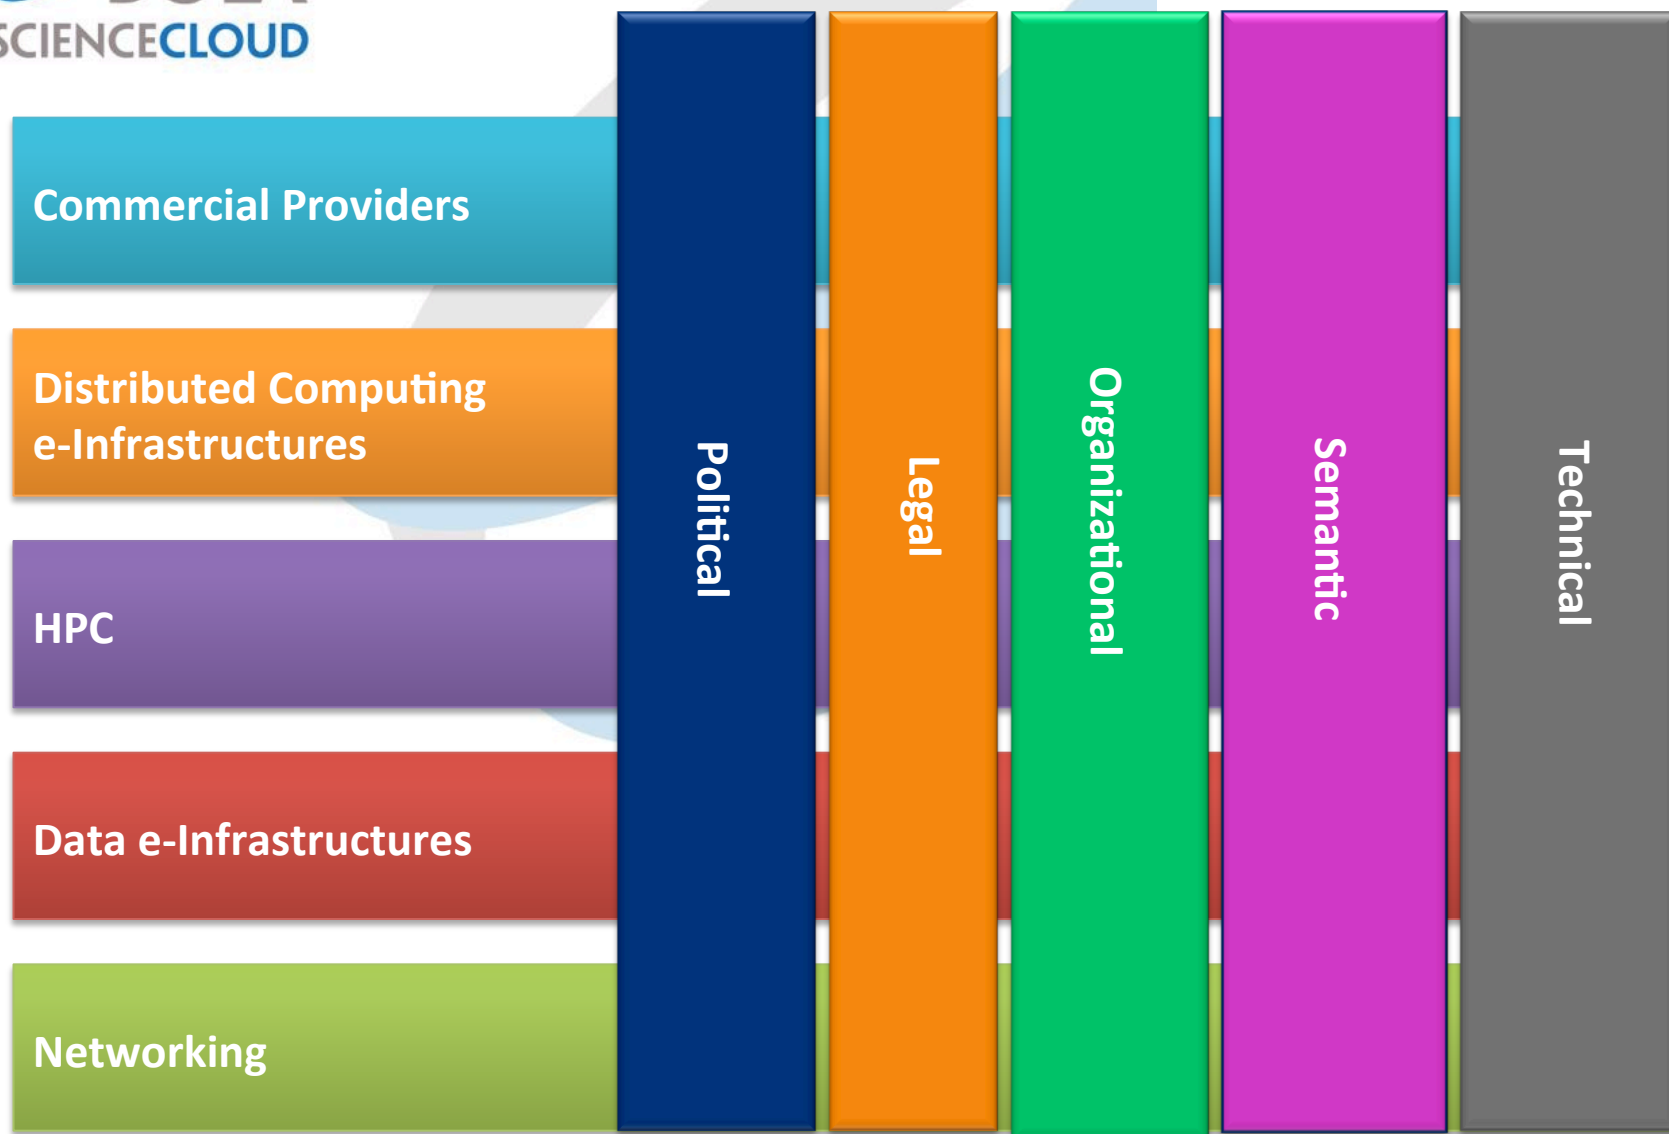 SCIENCECLOUD
Commercial Providers
Distributed Computing
e-Infrastructures
HPC
Data e-Infrastructures
Networking
Political
Legal
Organizational
Semantic
Technical